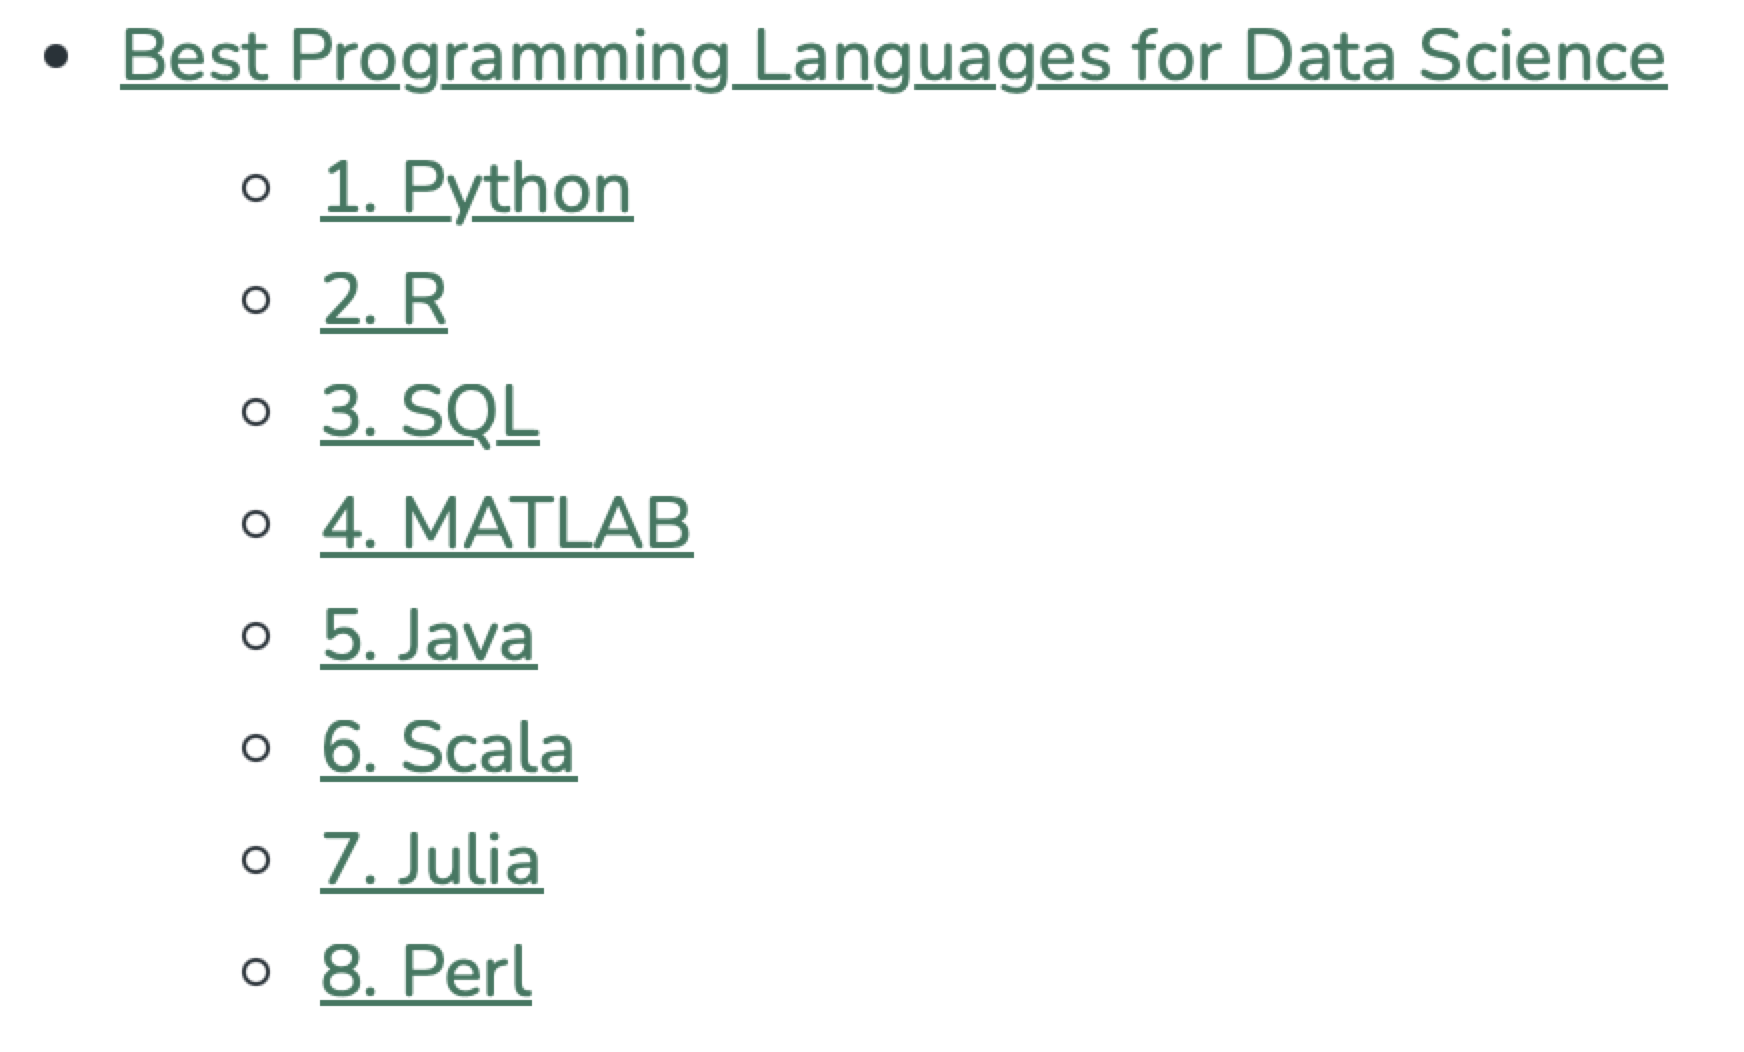 Best Programming Languages for Data Science
1. Python
2. R
3. SQL
4. MATLAB
5. Java
6. Scala
7. Julia
8. Perl